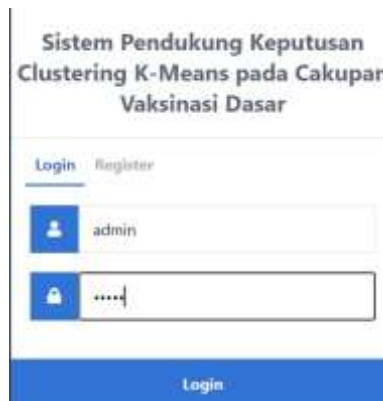 Sistem Pendukung Keputusan
Clustering K-Means pada Cakupan
Vaksinasi Dasar
Login Register
admin
•••••
Login